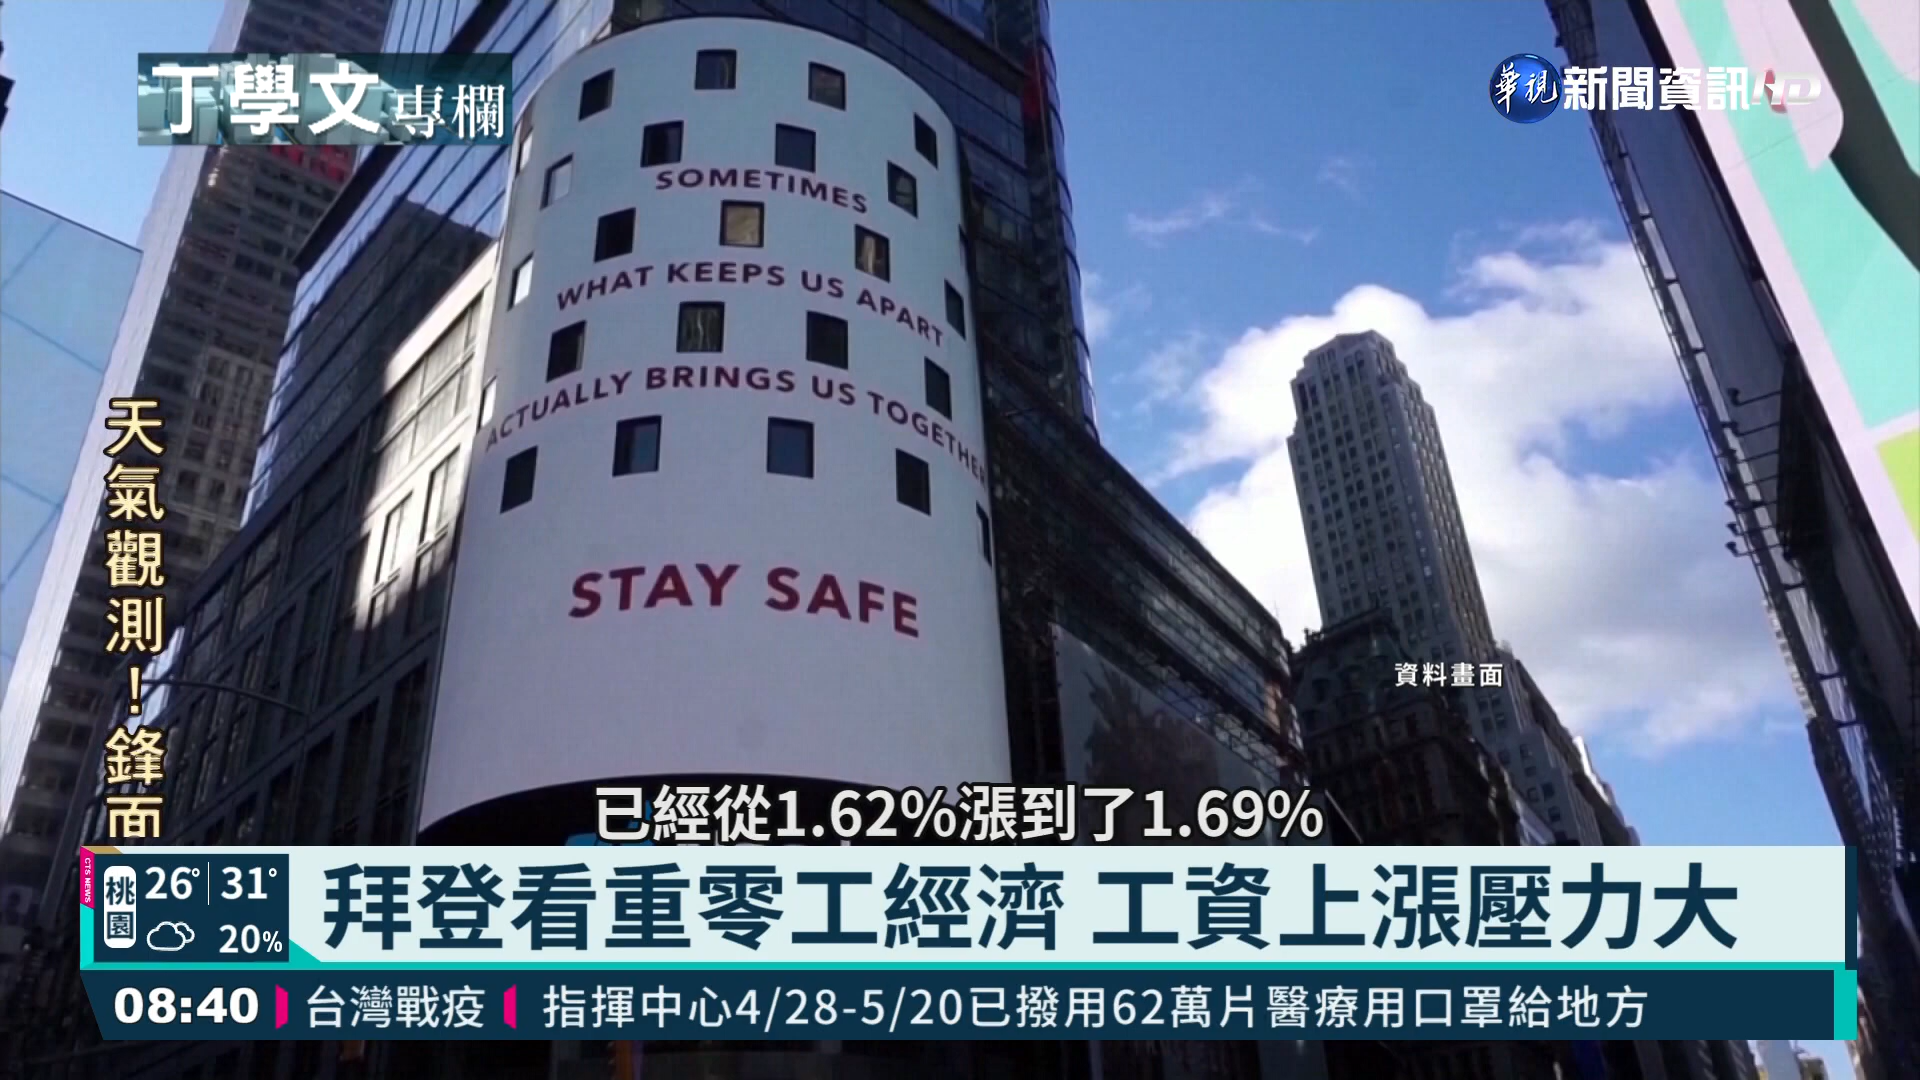 丁學文專欄
華視新聞資訊HD
SOMETIMES
WHAT KEEPS US APART
ACTUALLY BRINGS US TOGETHER
STAY SAFE
資料畫面
天氣觀測！鋒面
已經從1.62%漲到了1.69%
CTS NEWS
桃園
26° 31°
20%
拜登看重零工經濟 工資上漲壓力大
08:40 台灣戰疫 指揮中心4/28-5/20已撥用62萬片醫療用口罩給地方